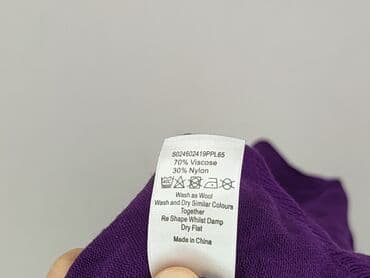 S024602419PPL65
70% Viscose
30% Nylon
Wash as Wool
Wash and Dry Similar Colours
Together
Re Shape Whilst Damp
Dry Flat
Made in China